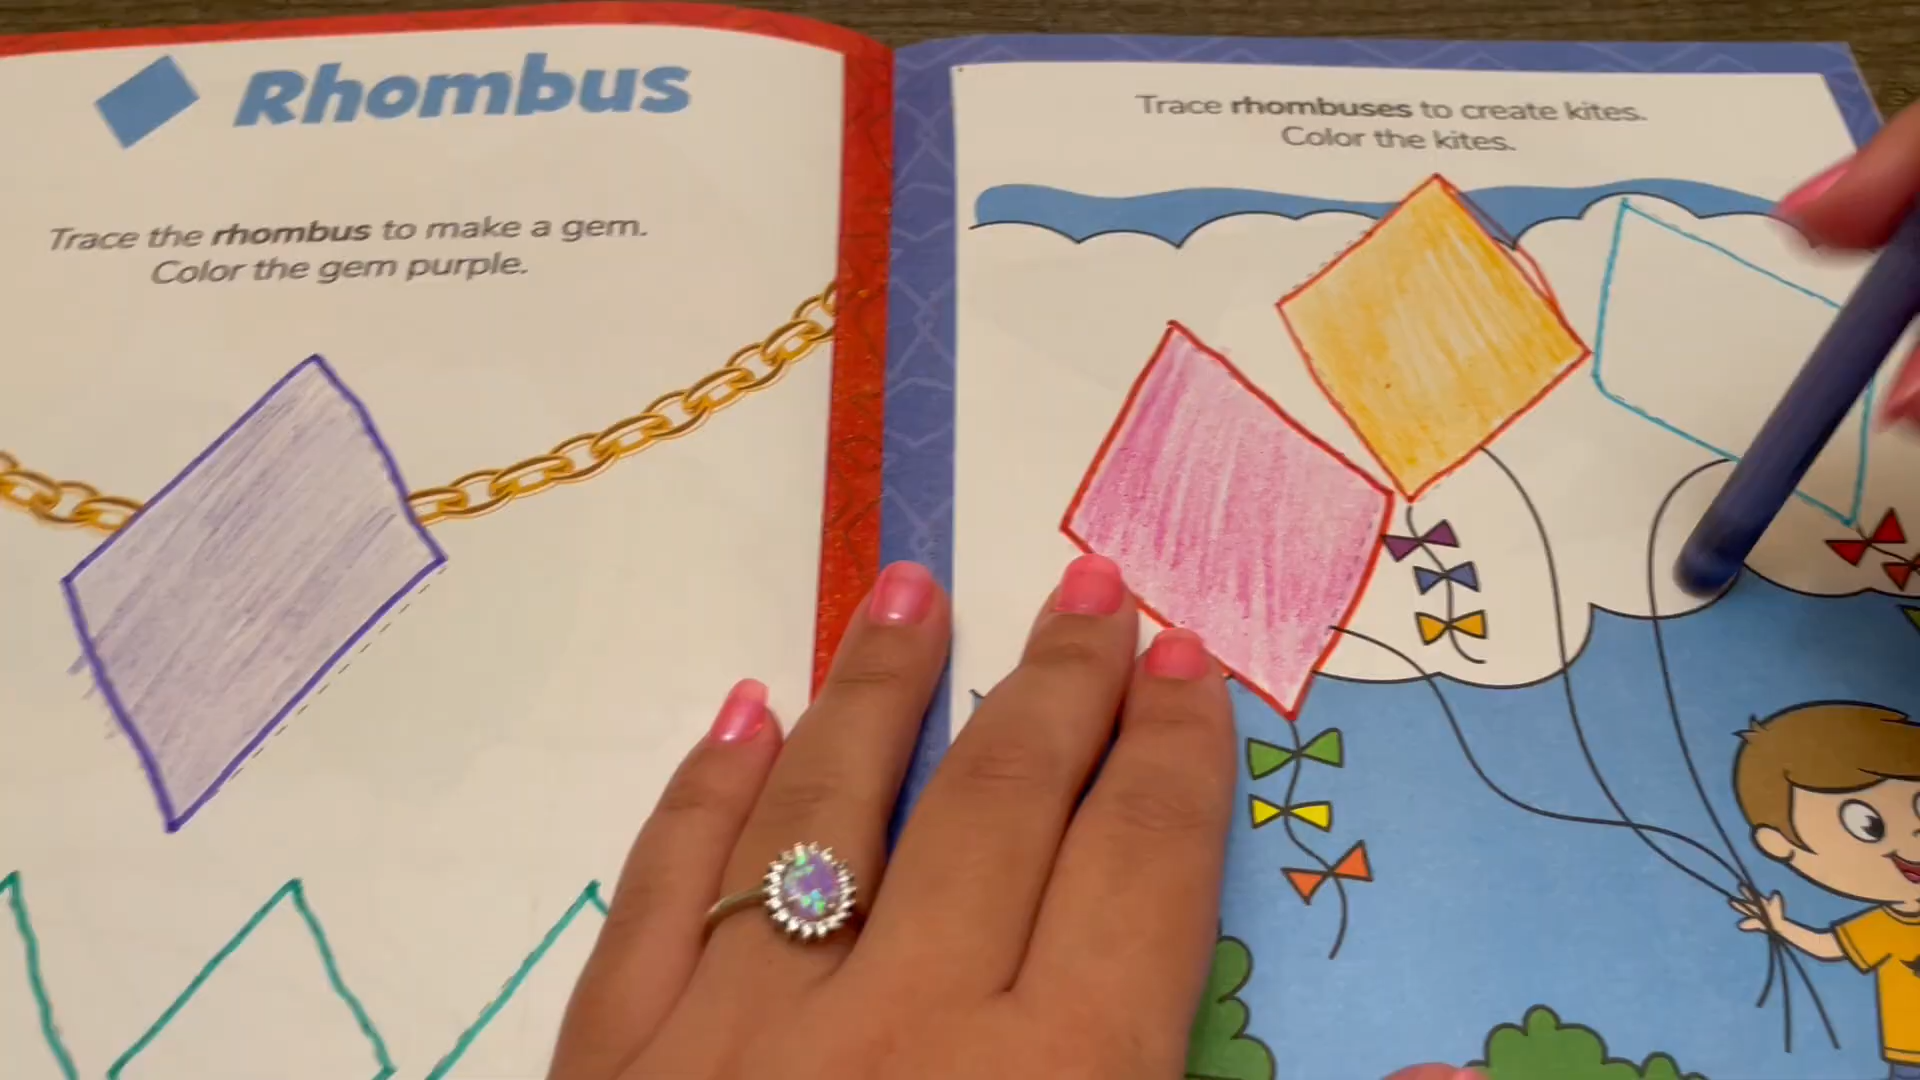 Rhombus
Trace the rhombus to make a gem.
Color the gem purple.
Trace rhombuses to create kites.
Color the kites.